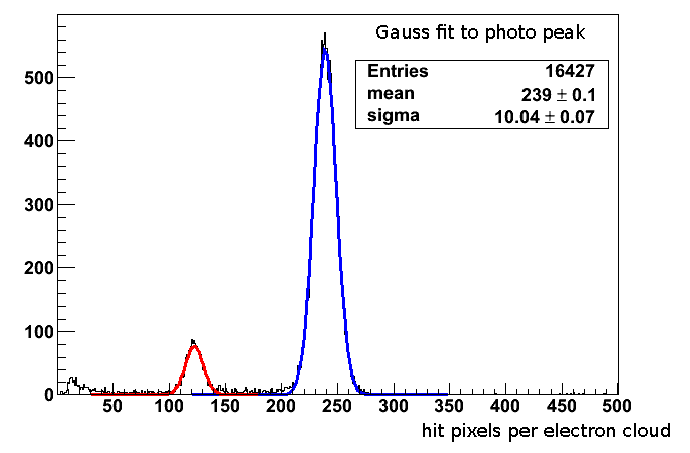 Gauss fit to photo peak
Entries 16427
mean 239 ± 0.1
sigma 10.04 ± 0.07
500
400
300
200
100
0
50 100 150 200 250 300 350 400 450 500
hit pixels per electron cloud